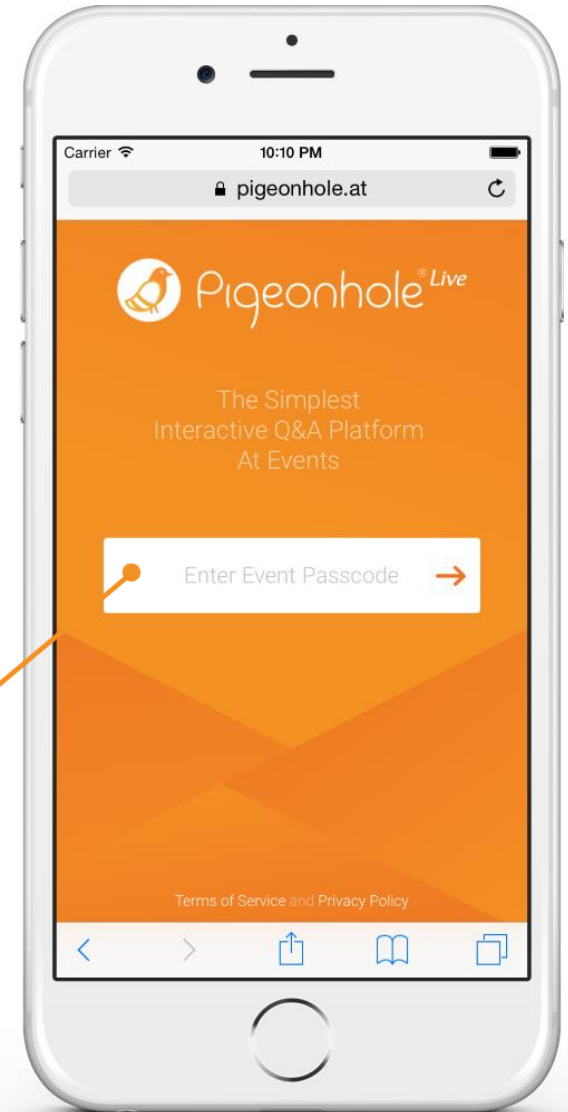 Carrier 10:10 PM
pigeonhole.at
Pigeonhole® Live
The Simplest
Interactive Q&A Platform
At Events
Enter Event Passcode
Terms of Service and Privacy Policy